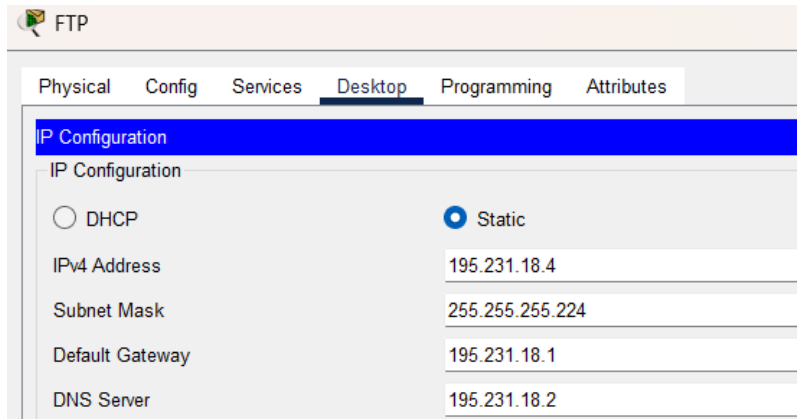 FTP
Physical Config Services Desktop Programming Attributes
IP Configuration
IP Configuration
DHCP Static
IPv4 Address 195.231.18.4
Subnet Mask 255.255.255.224
Default Gateway 195.231.18.1
DNS Server 195.231.18.2